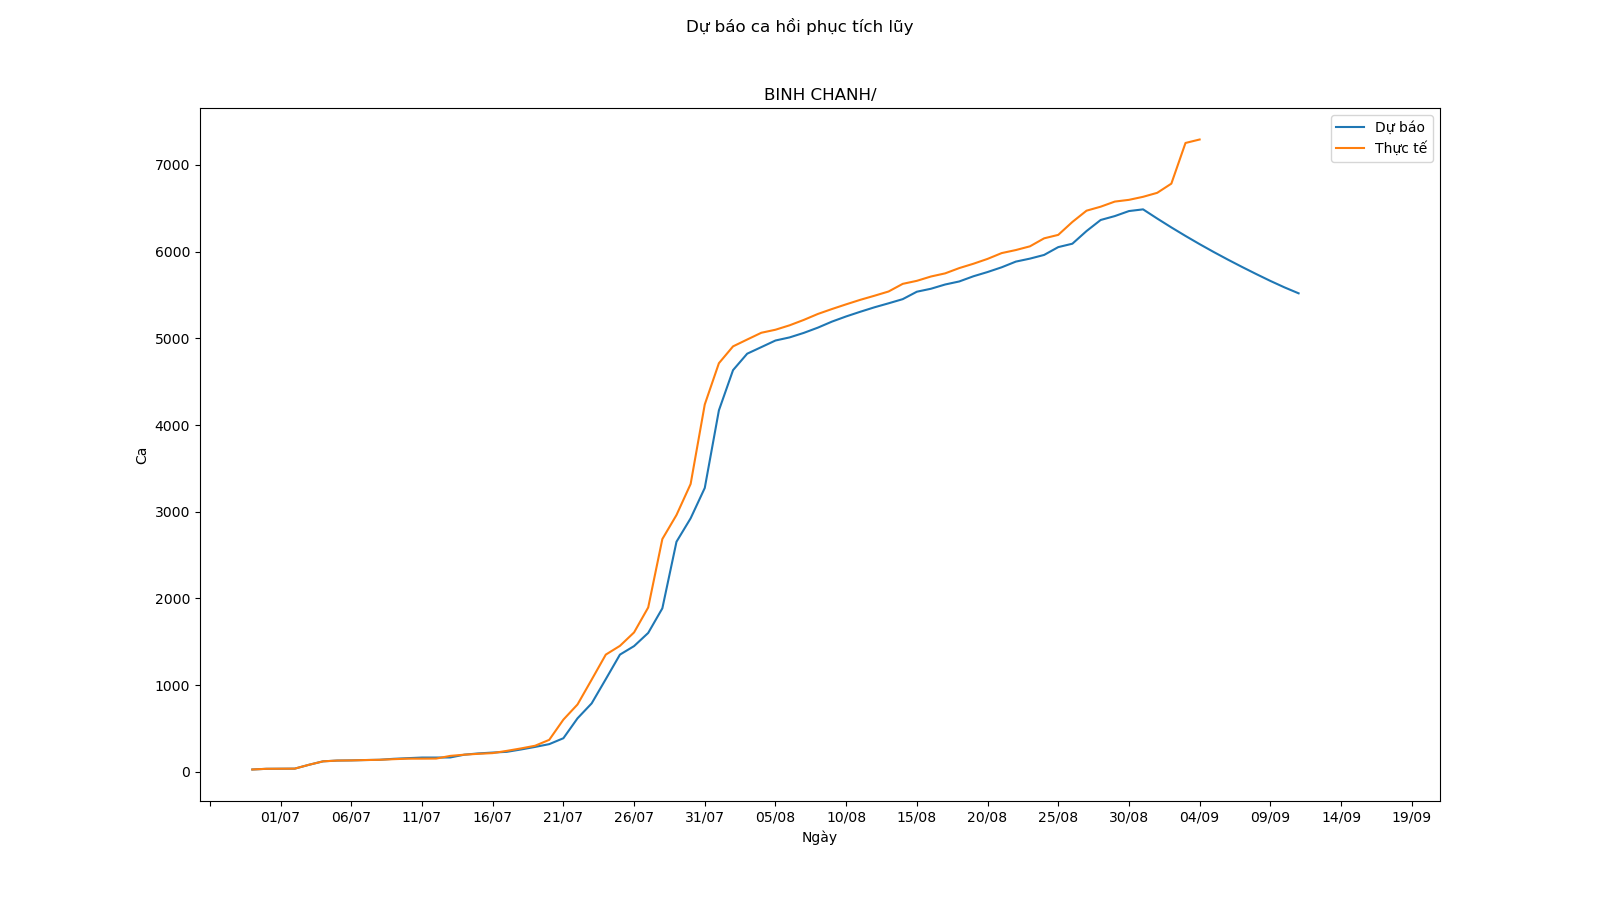 Dự báo ca hồi phục tích lũy
BINH CHANH/
Dự báo
Thực tế
7000
6000
5000
4000
3000
2000
1000
0
Ca
01/07 06/07 11/07 16/07 21/07 26/07 31/07 05/08 10/08 15/08 20/08 25/08 30/08 04/09 09/09 14/09 19/09
Ngày